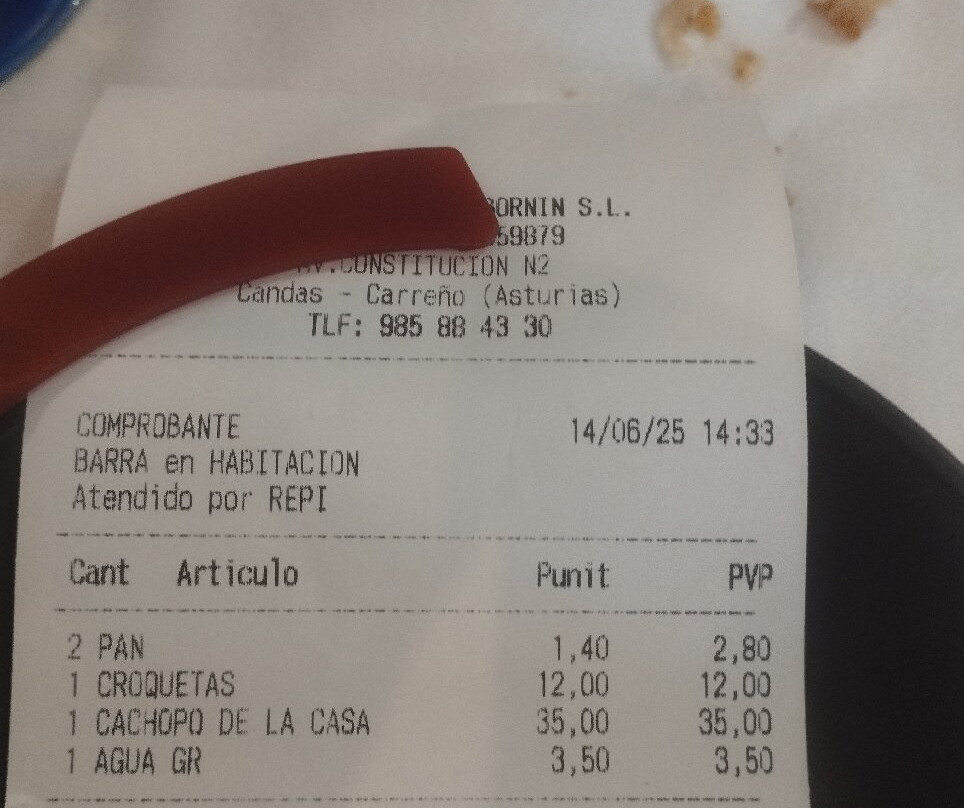 S.L.
CONSTITUCION N2
Candas - Carreño (Asturias)
TLF: 985 88 43 30
COMPROBANTE 14/06/25 14:33
BARRA en HABITACION
Atendido por REPI
Cant Articulo Punit PVP
2 PAN 1,40 2,80
1 CROQUETAS 12,00 12,00
1 CACHOPO DE LA CASA 35,00 35,00
1 AGUA GR 3,50 3,50